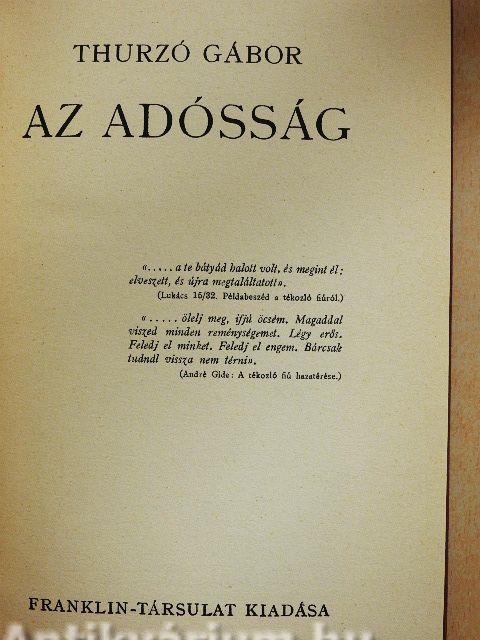 THURZÓ GÁBOR
AZ ADÓSSÁG
«..... a te bátyád halott volt, és megint él;
elveszett, és újra megtaláltatott».
(Lukács 15/32. Példabeszéd a tékozló fiúról.)
«..... ölelj meg, ifjú öcsém. Magaddal
viszed minden reménységemet. Légy erős.
Feledj el minket. Feledj el engem. Bárcsak
tudnál vissza nem térni».
(André Gide: A tékozló fiú hazatérése.)
FRANKLIN-TÁRSULAT KIADÁSA
Antikvárium.hu